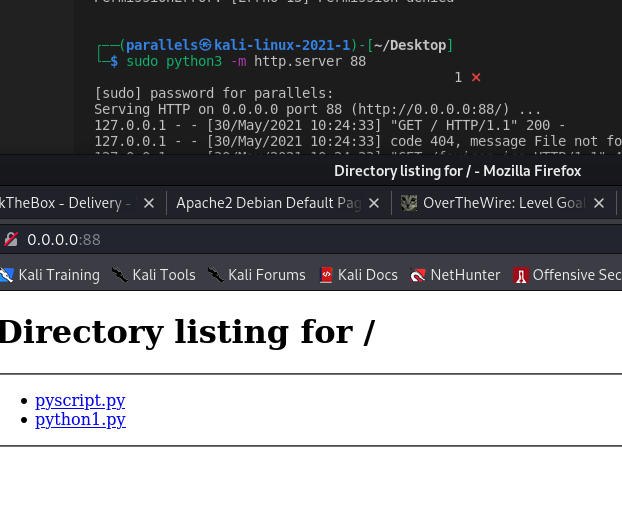 PermissionError: [Errno 13] Permission denied
┌──(parallels㉿kali-linux-2021-1)-[~/Desktop]
└─$ sudo python3 -m http.server 88
1 ⨯
[sudo] password for parallels:
Serving HTTP on 0.0.0.0 port 88 (http://0.0.0.0:88/) ...
127.0.0.1 - - [30/May/2021 10:24:33] "GET / HTTP/1.1" 200 -
127.0.0.1 - - [30/May/2021 10:24:33] code 404, message File not fo
Directory listing for / - Mozilla Firefox
kTheBox - Delivery - × Apache2 Debian Default Pag × OverTheWire: Level Goal ×
0.0.0.0:88
Kali Training Kali Tools Kali Forums Kali Docs NetHunter Offensive Sec
Directory listing for /
• pyscript.py
• python1.py